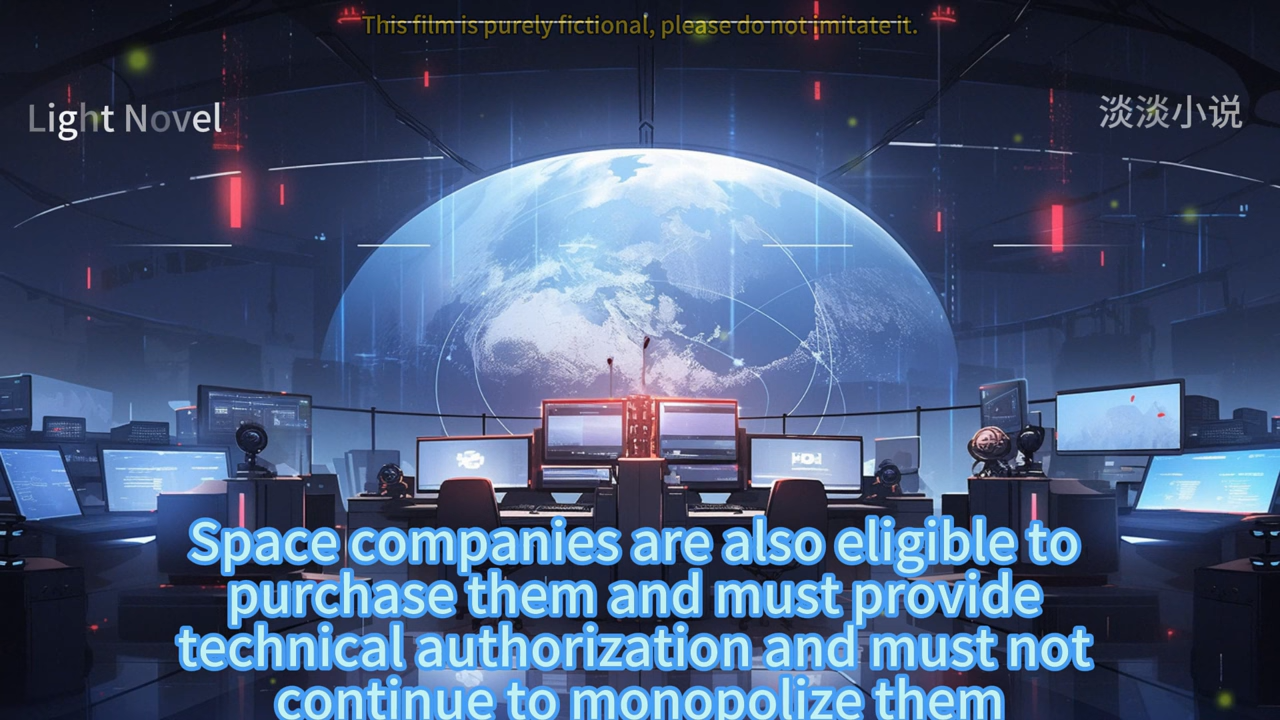 This film is purely fictional, please do not imitate it.
Light Novel
淡淡小说
Space companies are also eligible to
purchase them and must provide
technical authorization and must not
continue to monopolize them